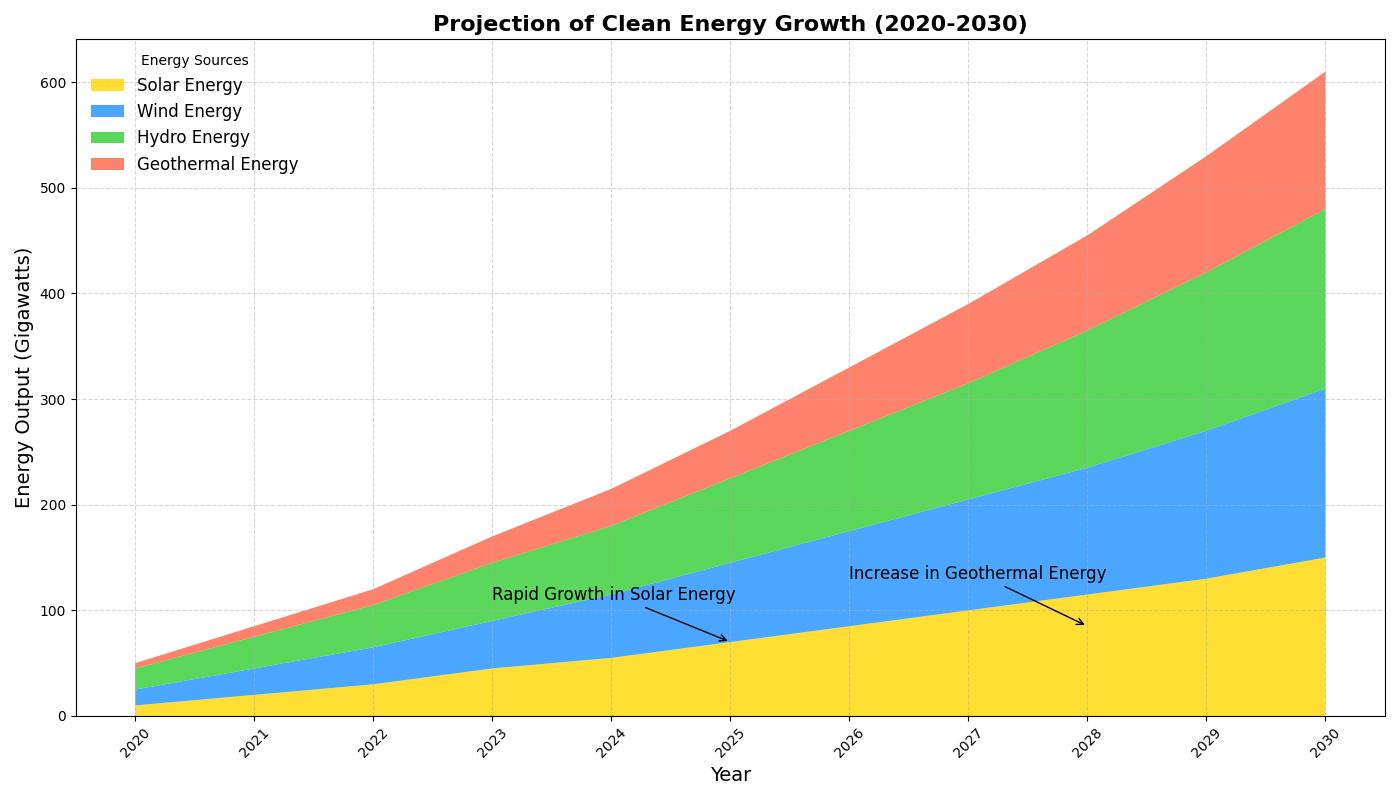 Projection of Clean Energy Growth (2020-2030)
Energy Sources
Solar Energy
Wind Energy
Hydro Energy
Geothermal Energy
Energy Output (Gigawatts)
600
500
400
300
200
100
0
Increase in Geothermal Energy
Rapid Growth in Solar Energy
2020 2021 2022 2023 2024 2025 2026 2027 2028 2029 2030
Year